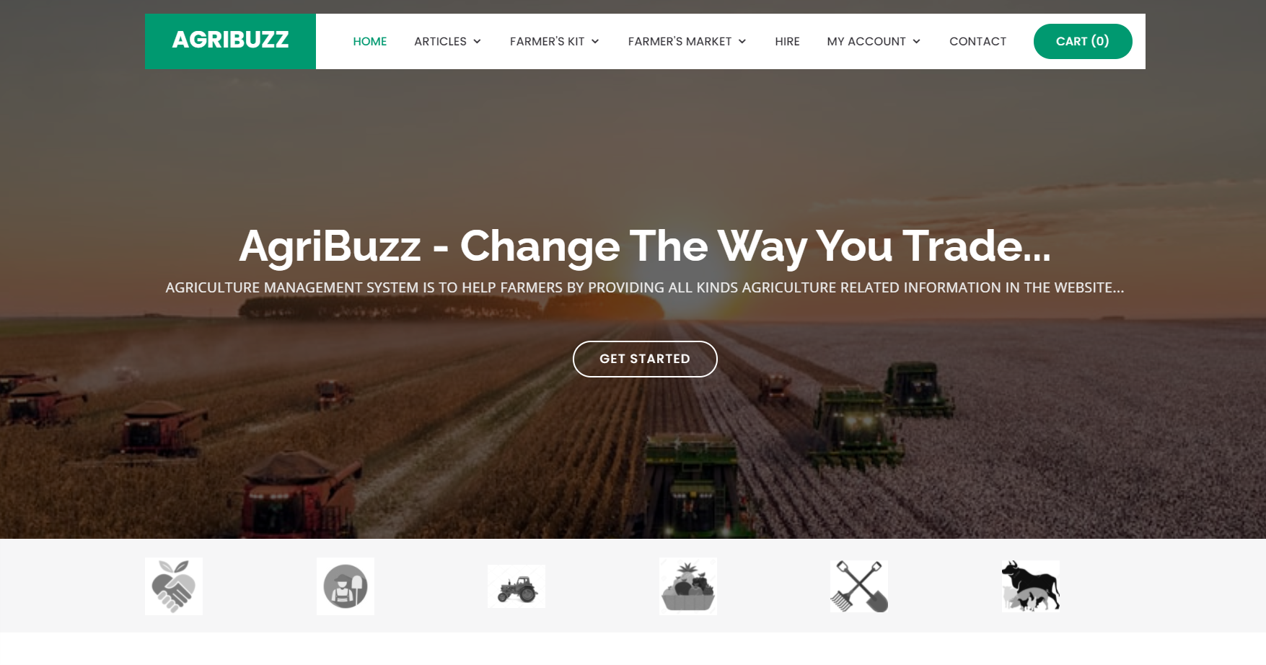 AGRIBUZZ
HOME ARTICLES FARMER'S KIT FARMER'S MARKET HIRE MY ACCOUNT CONTACT CART (0)
AgriBuzz - Change The Way You Trade...
AGRICULTURE MANAGEMENT SYSTEM IS TO HELP FARMERS BY PROVIDING ALL KINDS AGRICULTURE RELATED INFORMATION IN THE WEBSITE...
GET STARTED